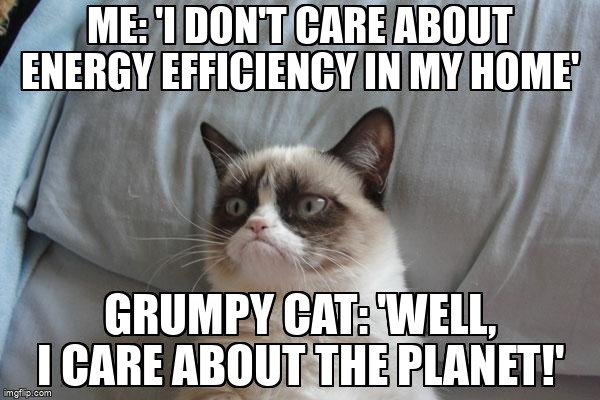 ME: 'I DON'T CARE ABOUT
ENERGY EFFICIENCY IN MY HOME'
GRUMPY CAT: 'WELL,
I CARE ABOUT THE PLANET!'
imgflip.com